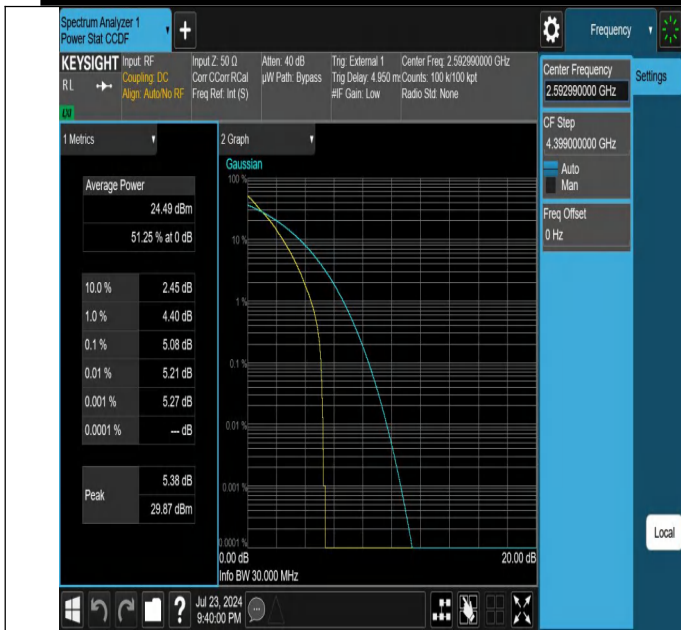 Spectrum Analyzer 1
Power Stat CCDF
+
Frequency
KEYSIGHT
RL
Input: RF
Coupling: DC
Align: Auto/No RF
Input Z: 50 Ω
Corr CCorr RCal
Freq Ref: Int (S)
Atten: 40 dB
µW Path: Bypass
Trig: External 1
Trig Delay: 4.950 ms
#IF Gain: Low
Center Freq: 2.592990000 GHz
Counts: 100 k/100 kpt
Radio Std: None
Center Frequency
2.592990000 GHz
Settings
CF Step
4.399000000 GHz
Auto
Man
Freq Offset
0 Hz
1 Metrics
Average Power
24.49 dBm
51.25 % at 0 dB
10.0 % 2.45 dB
1.0 % 4.40 dB
0.1 % 5.08 dB
0.01 % 5.21 dB
0.001 % 5.27 dB
0.0001 % --- dB
Peak
5.38 dB
29.87 dBm
2 Graph
Gaussian
100 %
10 %
1 %
0.1 %
0.01 %
0.001 %
0.0001 %
0.00 dB 20.00 dB
Info BW 30.000 MHz
Local
?
Jul 23, 2024
9:40:00 PM